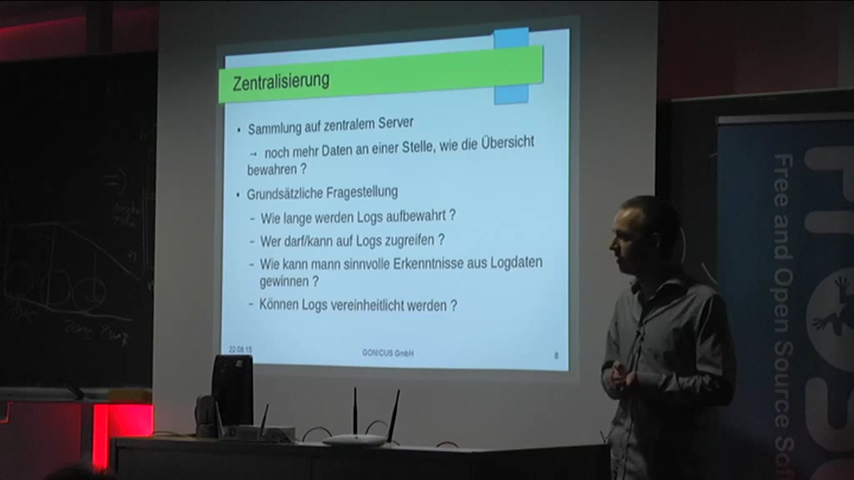 Zentralisierung
• Sammlung auf zentralem Server
→ noch mehr Daten an einer Stelle, wie die Übersicht
bewahren ?
• Grundsätzliche Fragestellung
– Wie lange werden Logs aufbewahrt ?
– Wer darf/kann auf Logs zugreifen ?
– Wie kann mann sinnvolle Erkenntnisse aus Logdaten
gewinnen ?
– Können Logs vereinheitlicht werden ?
22.08.15
GONICUS GmbH
8
Free and Open Source Sof